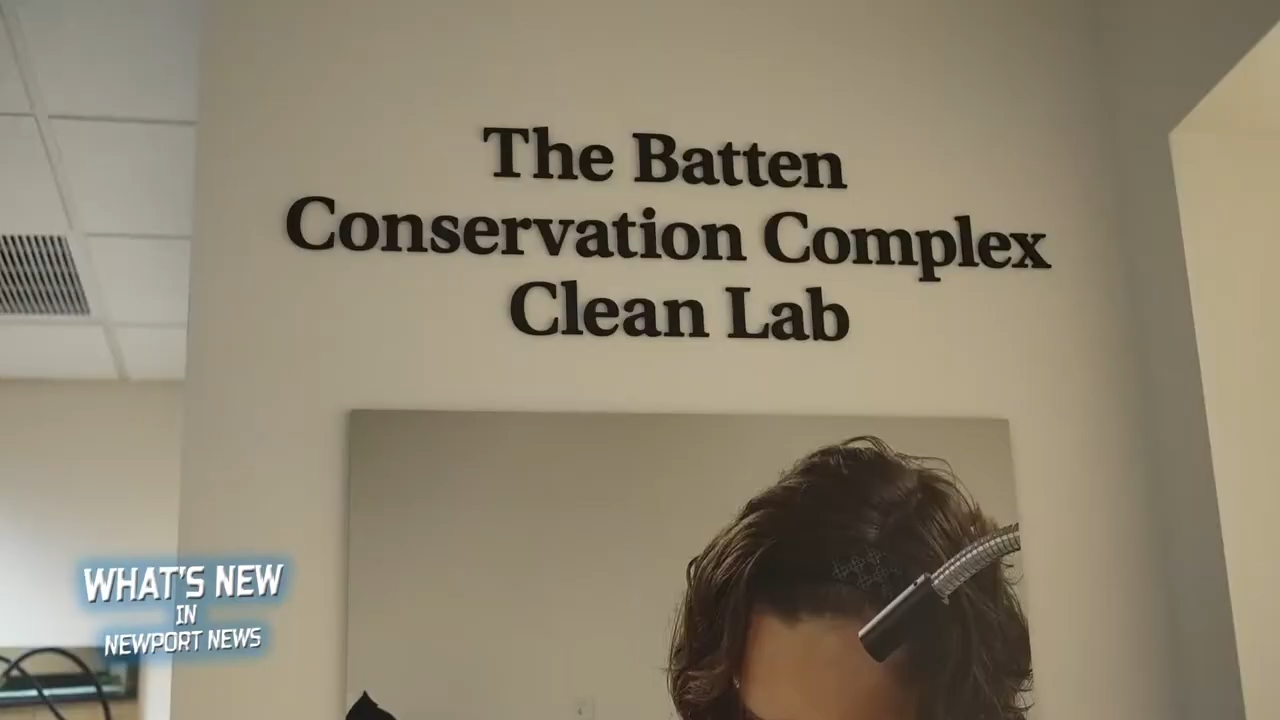 The Batten
Conservation Complex
Clean Lab
WHAT'S NEW
IN
NEWPORT NEWS